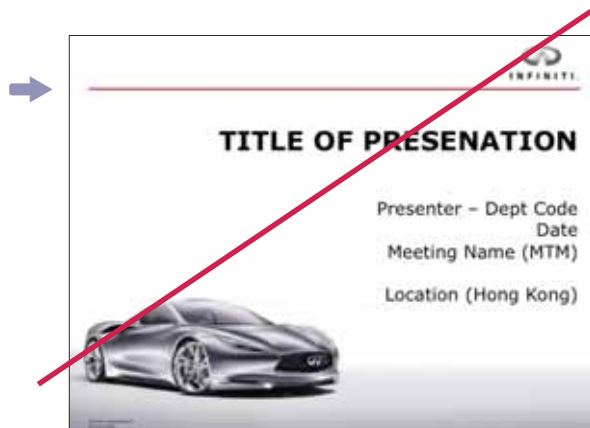 INFINITI.
TITLE OF PRESENATION
Presenter – Dept Code
Date
Meeting Name (MTM)
Location (Hong Kong)